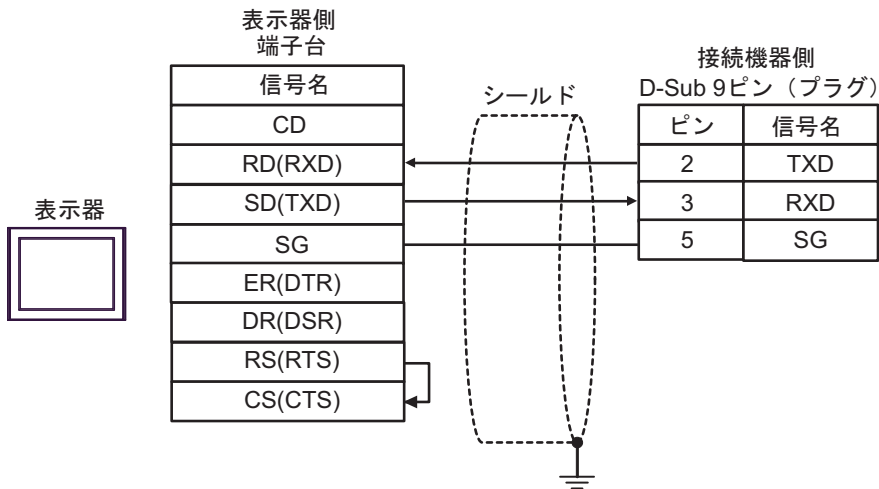 表示器側
端子台
信号名
CD
RD(RXD)
SD(TXD)
SG
ER(DTR)
DR(DSR)
RS(RTS)
CS(CTS)
表示器
シールド
接続機器側
D-Sub 9ピン（プラグ）
ピン 信号名
2 TXD
3 RXD
5 SG